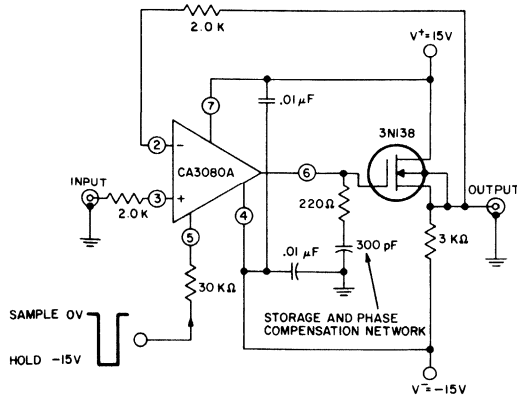 2.0 K
V⁺=15V
7
.01 µF
3N138
2
−
CA3080A
6
INPUT
3
+
2.0 K
OUTPUT
220Ω
4
5
3 KΩ
.01 µF
300 pF
30 KΩ
STORAGE AND PHASE
COMPENSATION NETWORK
SAMPLE 0V
HOLD -15V
V⁻=-15V